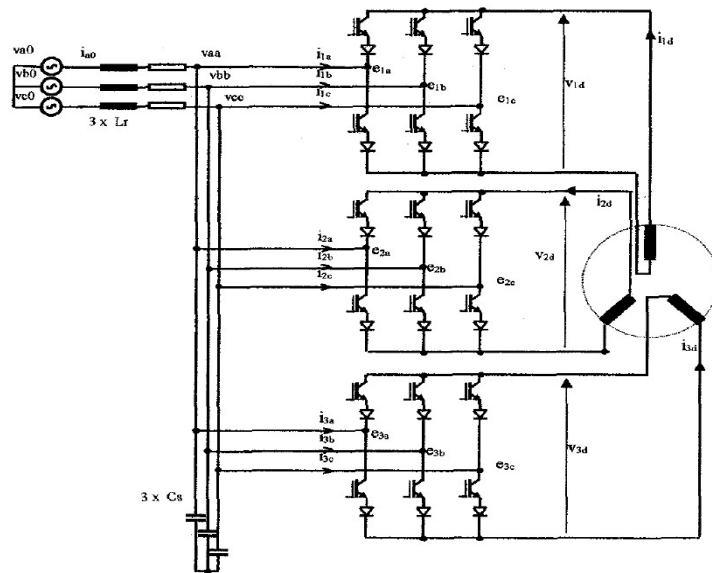 va0
vb0
vc0
ia0
3 x Lr
vaa
vbb
vcc
i1a
i1b
i1c
e1a
e1b
e1c
v1d
i1d
i2a
i2b
i2c
e2a
e2b
e2c
v2d
i2d
i3a
i3b
i3c
e3a
e3b
e3c
v3d
i3d
3 x Cs